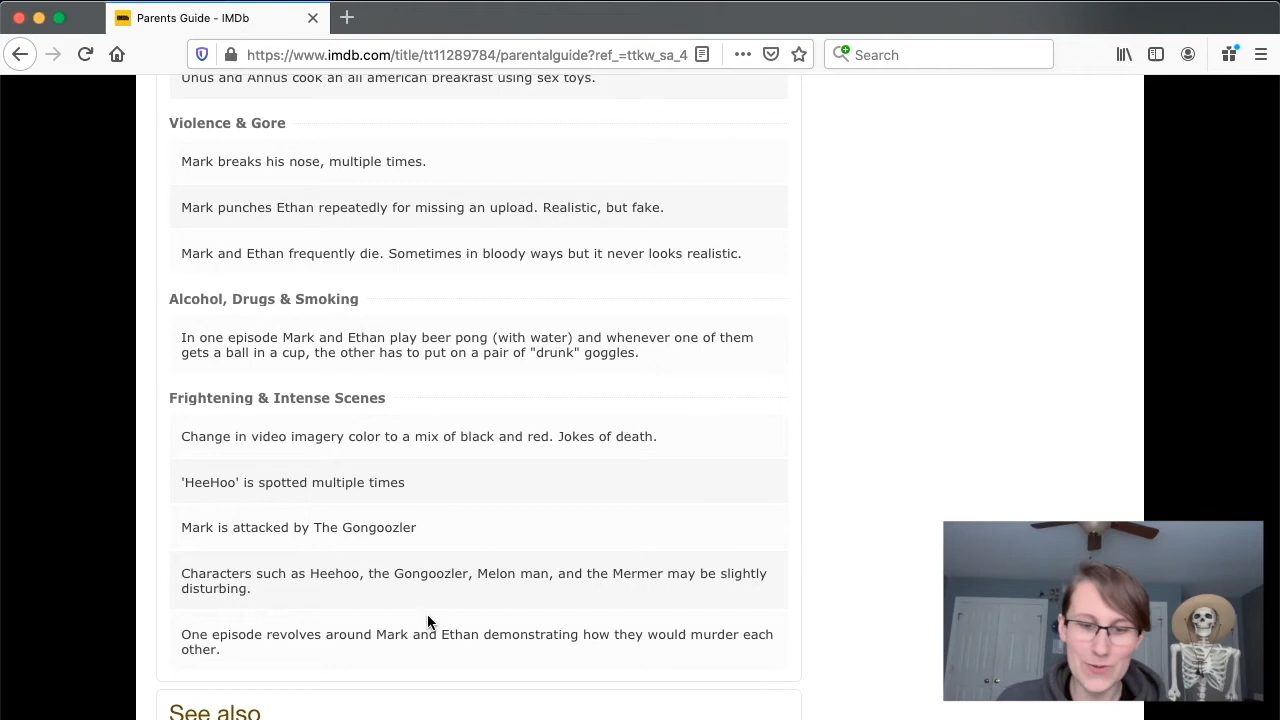 Parents Guide - IMDb
https://www.imdb.com/title/tt11289784/parentalguide?ref_=ttkw_sa_4
Search
Unus and Annus cook an all american breakfast using sex toys.
Violence & Gore
Mark breaks his nose, multiple times.
Mark punches Ethan repeatedly for missing an upload. Realistic, but fake.
Mark and Ethan frequently die. Sometimes in bloody ways but it never looks realistic.
Alcohol, Drugs & Smoking
In one episode Mark and Ethan play beer pong (with water) and whenever one of them
gets a ball in a cup, the other has to put on a pair of "drunk" goggles.
Frightening & Intense Scenes
Change in video imagery color to a mix of black and red. Jokes of death.
'HeeHoo' is spotted multiple times
Mark is attacked by The Gongoozler
Characters such as Heehoo, the Gongoozler, Melon man, and the Mermer may be slightly
disturbing.
One episode revolves around Mark and Ethan demonstrating how they would murder each
other.
See also